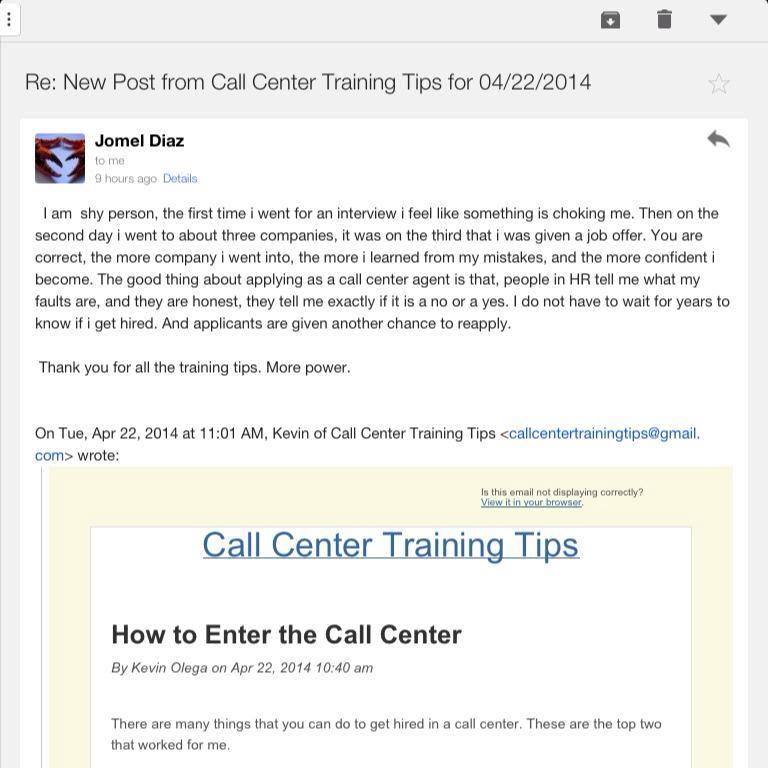 Re: New Post from Call Center Training Tips for 04/22/2014
Jomel Diaz
to me
9 hours ago Details
I am shy person, the first time i went for an interview i feel like something is choking me. Then on the
second day i went to about three companies, it was on the third that i was given a job offer. You are
correct, the more company i went into, the more i learned from my mistakes, and the more confident i
become. The good thing about applying as a call center agent is that, people in HR tell me what my
faults are, and they are honest, they tell me exactly if it is a no or a yes. I do not have to wait for years to
know if i get hired. And applicants are given another chance to reapply.
Thank you for all the training tips. More power.
On Tue, Apr 22, 2014 at 11:01 AM, Kevin of Call Center Training Tips <callcentertrainingtips@gmail.
com> wrote:
Is this email not displaying correctly?
View it in your browser.
Call Center Training Tips
How to Enter the Call Center
By Kevin Olega on Apr 22, 2014 10:40 am
There are many things that you can do to get hired in a call center. These are the top two
that worked for me.